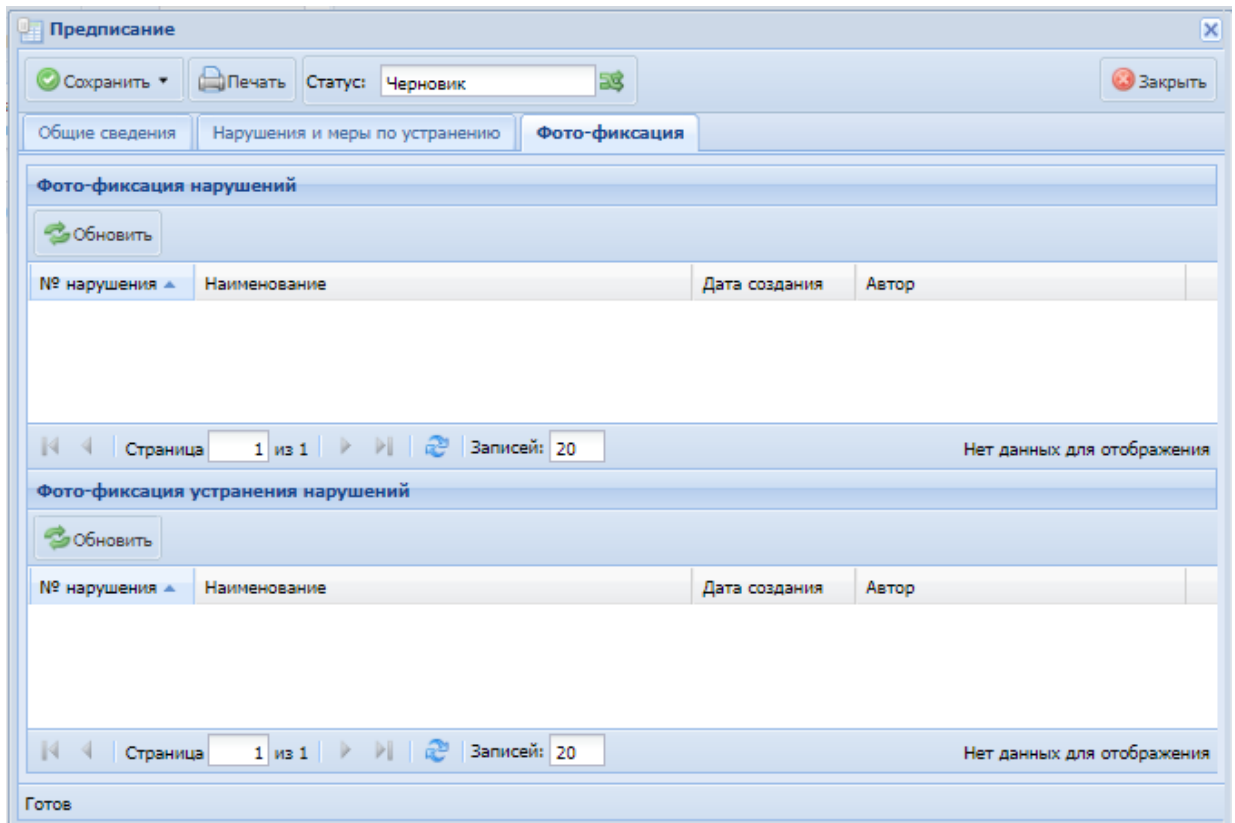 Предписание
Сохранить Печать Статус: Черновик Закрыть
Общие сведения Нарушения и меры по устранению Фото-фиксация
Фото-фиксация нарушений
Обновить
№ нарушения Наименование Дата создания Автор
Страница 1 из 1 Записей: 20 Нет данных для отображения
Фото-фиксация устранения нарушений
Обновить
№ нарушения Наименование Дата создания Автор
Страница 1 из 1 Записей: 20 Нет данных для отображения
Готов